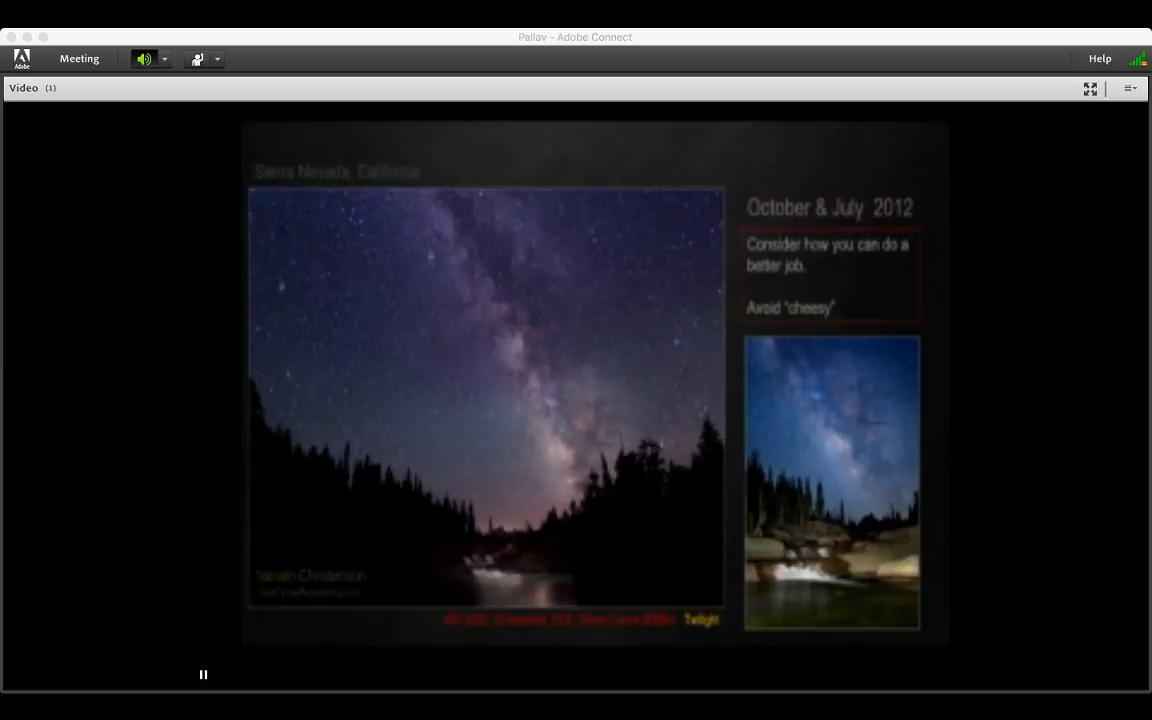 Pallav - Adobe Connect
Adobe
Meeting
Help
Video (1)
Sierra Nevada, California
October & July 2012
Consider how you can do a
better job.
Avoid "cheesy"
Steven Christenson
Twilight